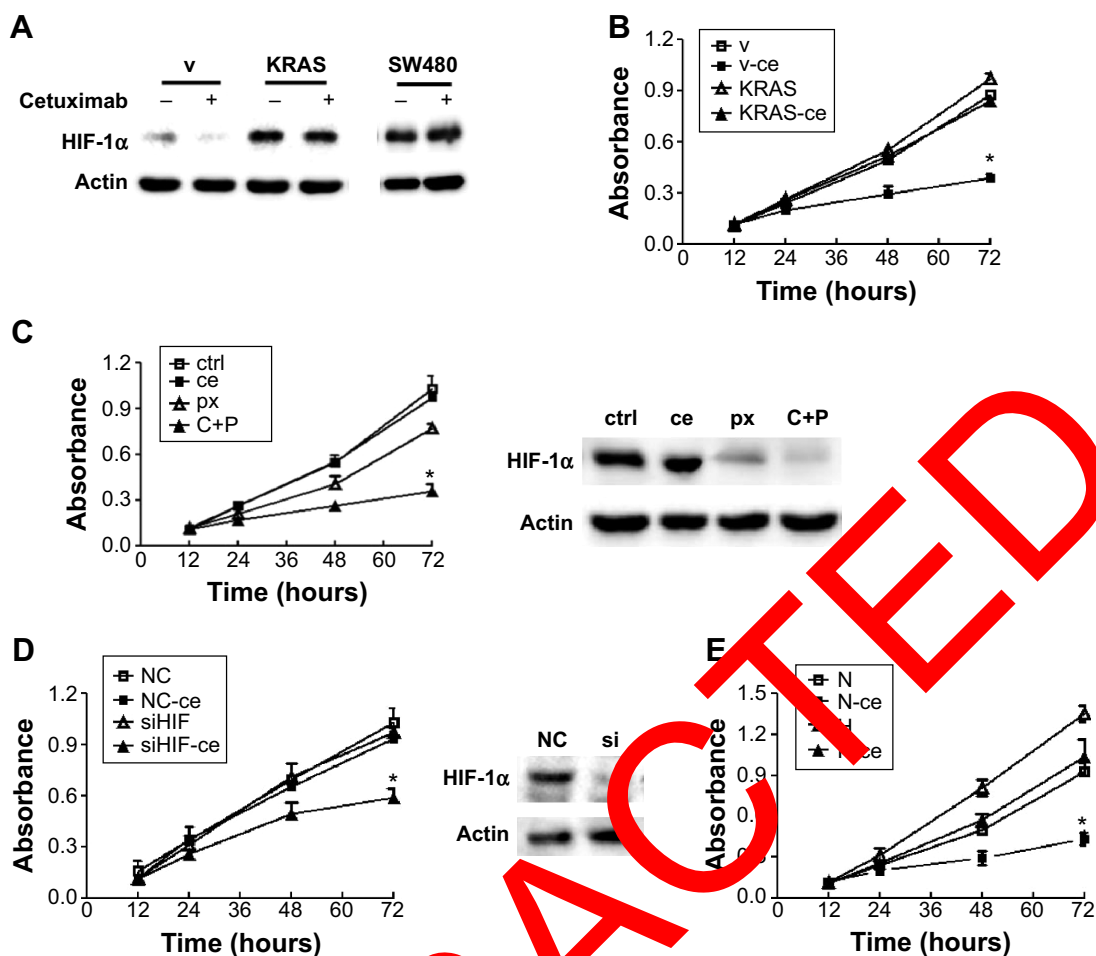 A
v KRAS SW480
Cetuximab – + – + – +
HIF-1α
Actin
B
v
v-ce
KRAS
KRAS-ce
Absorbance
1.2
0.9
0.6
0.3
0.0
*
0 12 24 36 48 60 72
Time (hours)
C
ctrl
ce
px
C+P
Absorbance
1.2
0.9
0.6
0.3
0.0
*
0 12 24 36 48 60 72
Time (hours)
ctrl ce px C+P
HIF-1α
Actin
D
NC
NC-ce
siHIF
siHIF-ce
Absorbance
1.2
0.9
0.6
0.3
0.0
*
0 12 24 36 48 60 72
Time (hours)
NC si
HIF-1α
Actin
E
N
N-ce
Absorbance
1.5
1.2
0.9
*
0 12 24 36 48 60 72
Time (hours)
ACTED